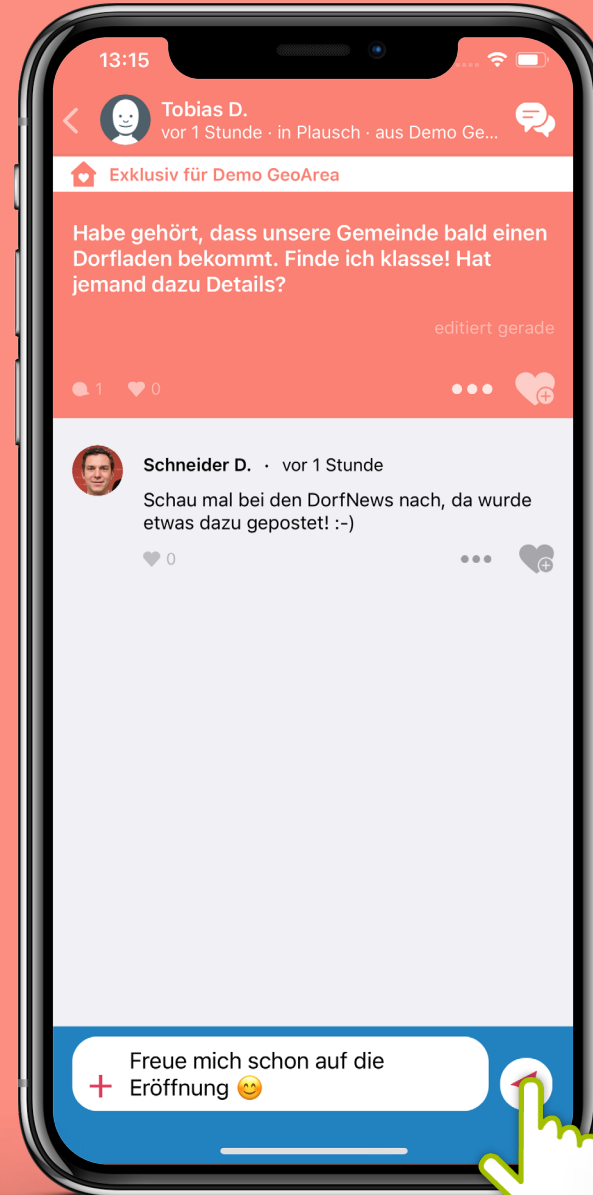 13:15
Tobias D.
vor 1 Stunde · in Plausch · aus Demo Ge...
Exklusiv für Demo GeoArea
Habe gehört, dass unsere Gemeinde bald einen
Dorfladen bekommt. Finde ich klasse! Hat
jemand dazu Details?
editiert gerade
1 0
Schneider D. · vor 1 Stunde
Schau mal bei den DorfNews nach, da wurde
etwas dazu gepostet! :-)
0
Freue mich schon auf die
Eröffnung 😊